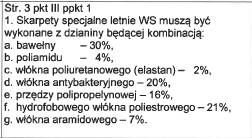 Str. 3 pkt III ppkt 1
1. Skarpety specjalne letnie WS muszą być
wykonane z dzianiny będącej kombinacją:
a. bawełny – 30%,
b. poliamidu – 4%,
c. włókna poliuretanowego (elastan) – 2%,
d. włókna antybakteryjnego – 20%,
e. przędzy polipropylenowej – 16%,
f. hydrofobowego włókna poliestrowego – 21%,
g. włókna aramidowego – 7%.